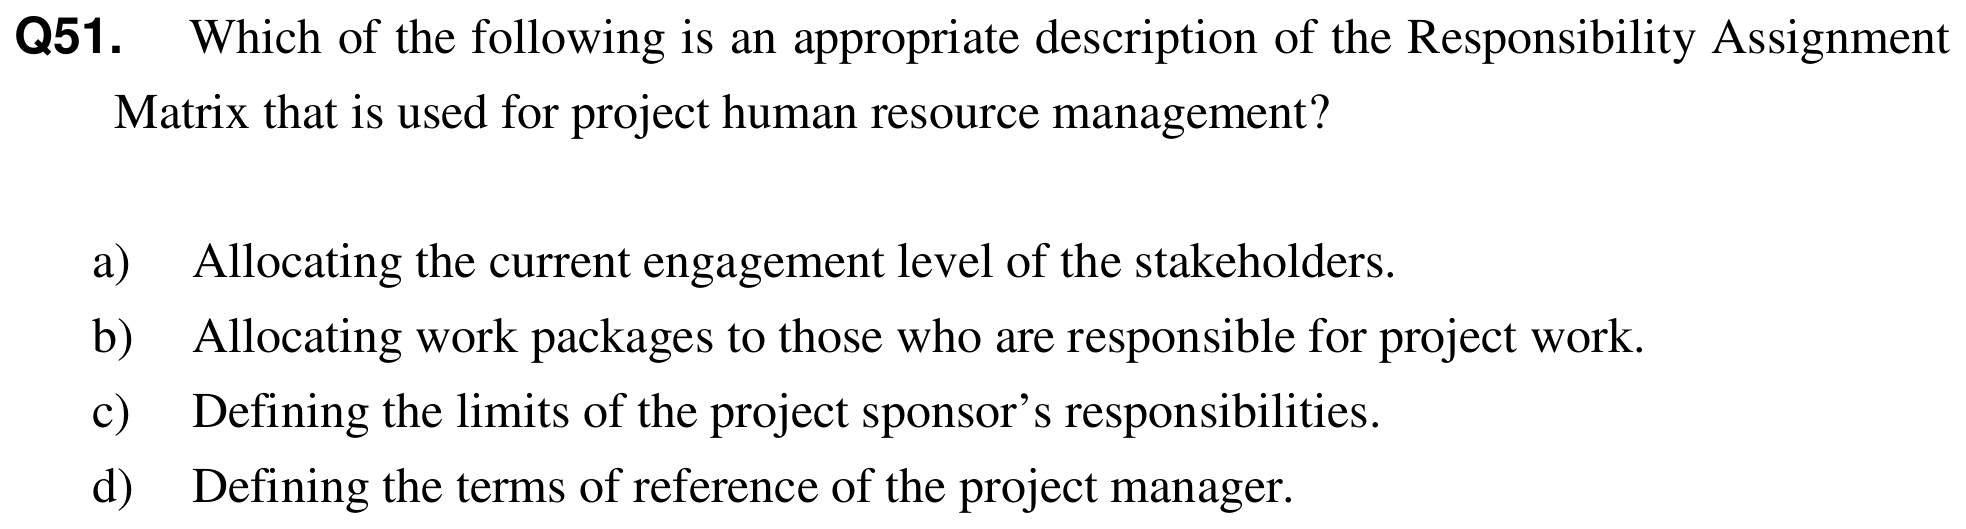 Q51. Which of the following is an appropriate description of the Responsibility Assignment
Matrix that is used for project human resource management?
a) Allocating the current engagement level of the stakeholders.
b) Allocating work packages to those who are responsible for project work.
c) Defining the limits of the project sponsor’s responsibilities.
d) Defining the terms of reference of the project manager.